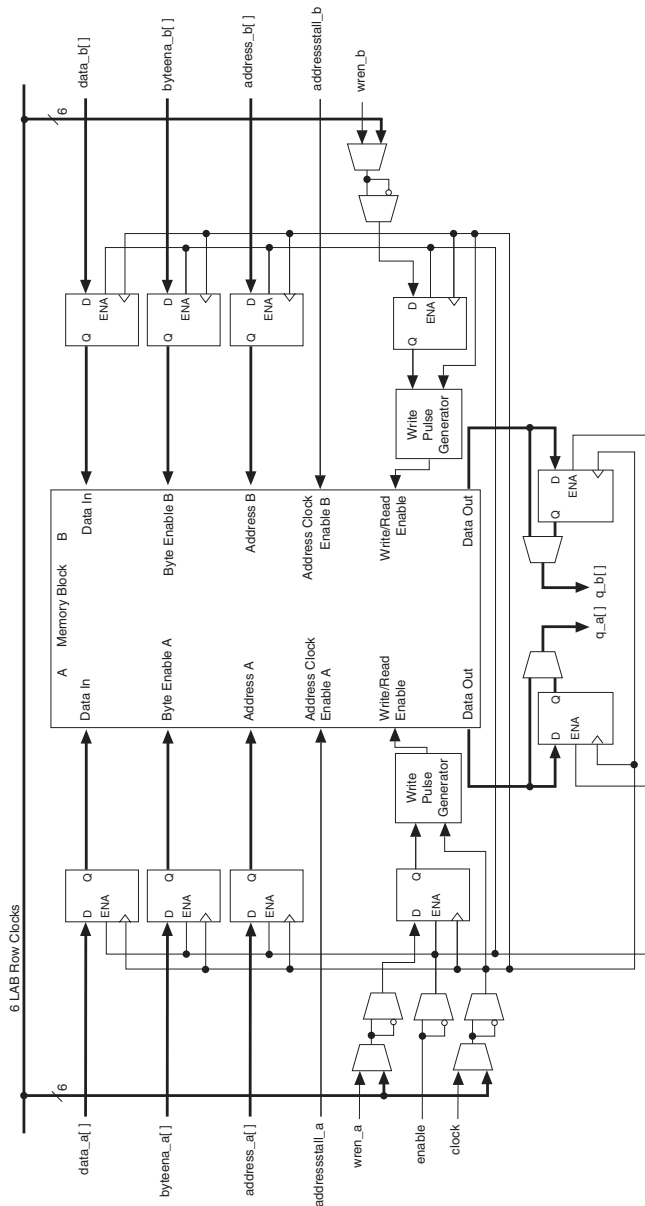 6 LAB Row Clocks
6
data_a[ ]
D
Q
ENA
byteena_a[ ]
D
Q
ENA
address_a[ ]
D
Q
ENA
addressstall_a
wren_a
enable
clock
D
Q
ENA
Write
Pulse
Generator
A
Memory Block
B
Data In
Byte Enable A
Address A
Address Clock
Enable A
Write/Read
Enable
Data Out
Data In
Byte Enable B
Address B
Address Clock
Enable B
Write/Read
Enable
Data Out
6
data_b[ ]
D
Q
ENA
byteena_b[ ]
D
Q
ENA
address_b[ ]
D
Q
ENA
addressstall_b
wren_b
D
Q
ENA
Write
Pulse
Generator
D
Q
ENA
q_a[ ]
q_b[ ]
D
Q
ENA